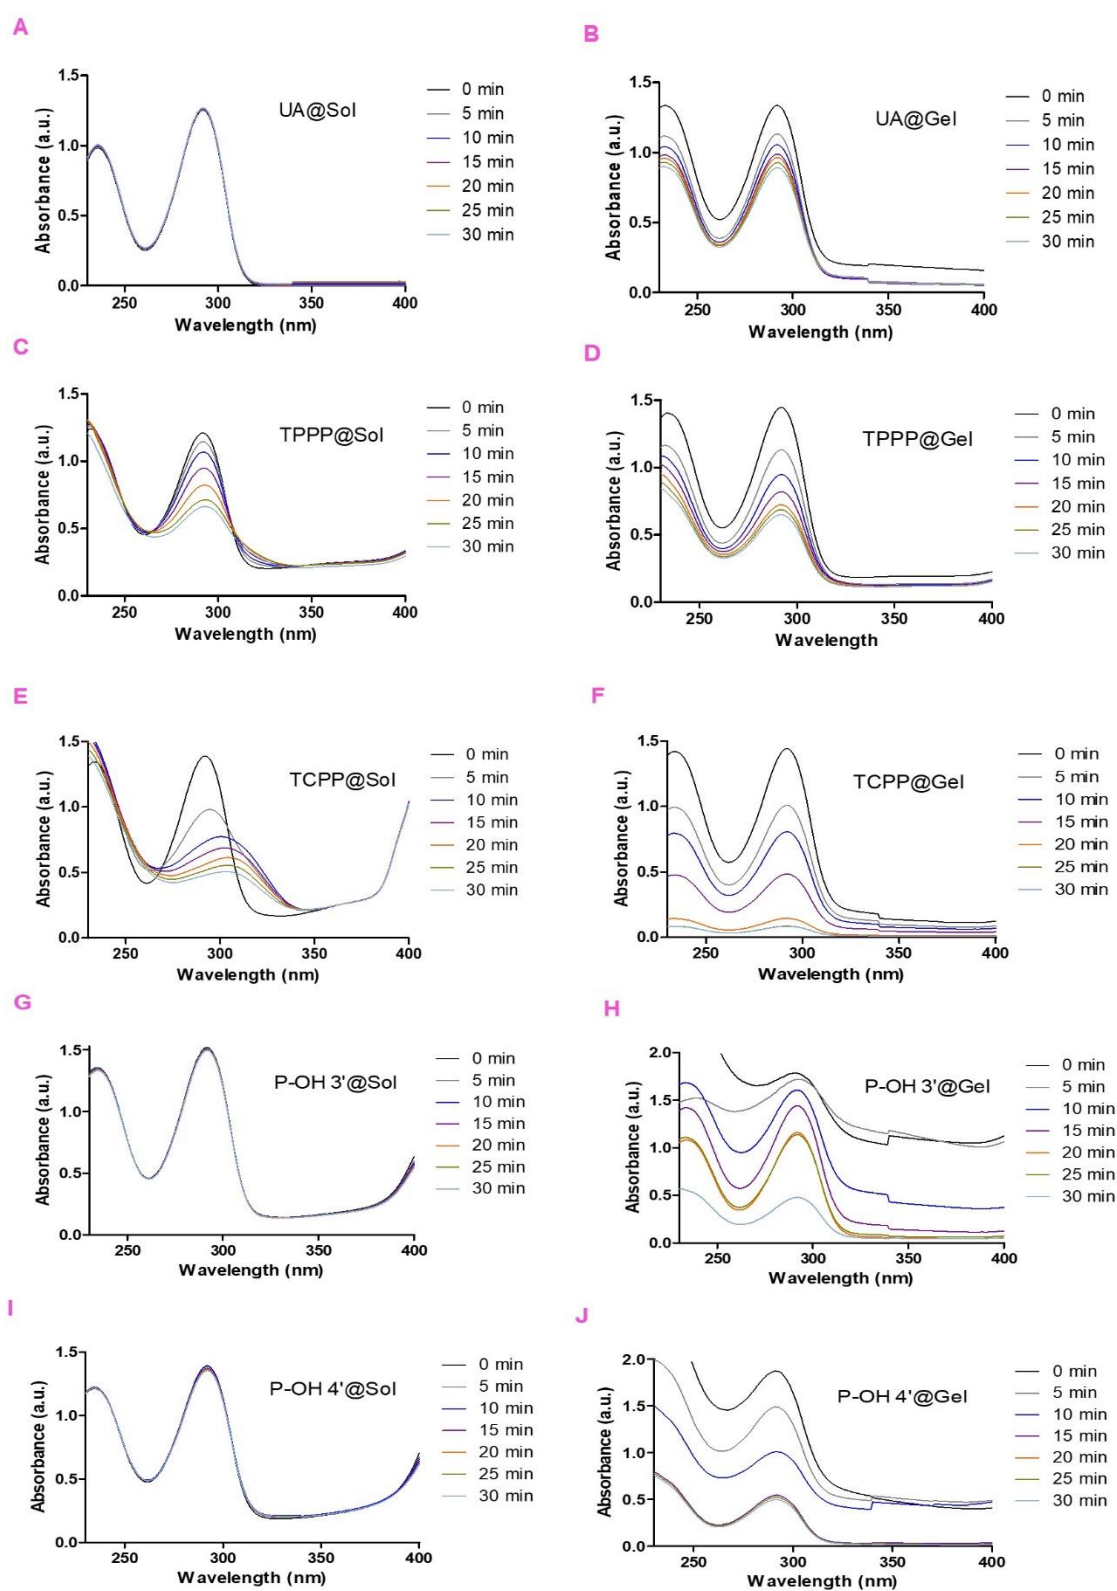 A
1.5
1.0
0.5
0.0
250
300
350
400
Absorbance (a.u.)
Wavelength (nm)
UA@Sol
0 min
5 min
10 min
15 min
20 min
25 min
30 min
B
1.5
1.0
0.5
0.0
250
300
350
400
Absorbance (a.u.)
Wavelength (nm)
UA@Gel
0 min
5 min
10 min
15 min
20 min
25 min
30 min
C
1.5
1.0
0.5
0.0
250
300
350
400
Absorbance (a.u.)
Wavelength (nm)
TPPP@Sol
0 min
5 min
10 min
15 min
20 min
25 min
30 min
D
1.5
1.0
0.5
0.0
250
300
350
400
Absorbance (a.u.)
Wavelength
TPPP@Gel
0 min
5 min
10 min
15 min
20 min
25 min
30 min
E
1.5
1.0
0.5
0.0
250
300
350
400
Absorbance (a.u.)
Wavelength (nm)
TCPP@Sol
0 min
5 min
10 min
15 min
20 min
25 min
30 min
F
1.5
1.0
0.5
0.0
250
300
350
400
Absorbance (a.u.)
Wavelength (nm)
TCPP@Gel
0 min
5 min
10 min
15 min
20 min
25 min
30 min
G
1.5
1.0
0.5
0.0
250
300
350
400
Absorbance (a.u.)
Wavelength (nm)
P-OH 3'@Sol
0 min
5 min
10 min
15 min
20 min
25 min
30 min
H
2.0
1.5
1.0
0.5
0.0
250
300
350
400
Absorbance (a.u.)
Wavelength (nm)
P-OH 3'@Gel
0 min
5 min
10 min
15 min
20 min
25 min
30 min
I
1.5
1.0
0.5
0.0
250
300
350
400
Absorbance (a.u.)
Wavelength (nm)
P-OH 4'@Sol
0 min
5 min
10 min
15 min
20 min
25 min
30 min
J
2.0
1.5
1.0
0.5
0.0
250
300
350
400
Absorbance (a.u.)
Wavelength (nm)
P-OH 4'@Gel
0 min
5 min
10 min
15 min
20 min
25 min
30 min